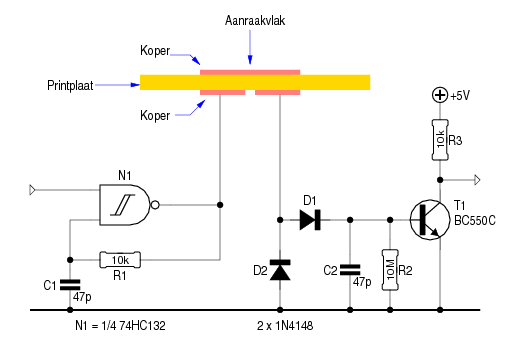 Aanraakvlak
Koper
Printplaat
Koper
+5V
10k
R3
N1
D1
T1
BC550C
10k
R1
C1
47p
D2
C2
47p
10M
R2
N1 = 1/4 74HC132
2 x 1N4148